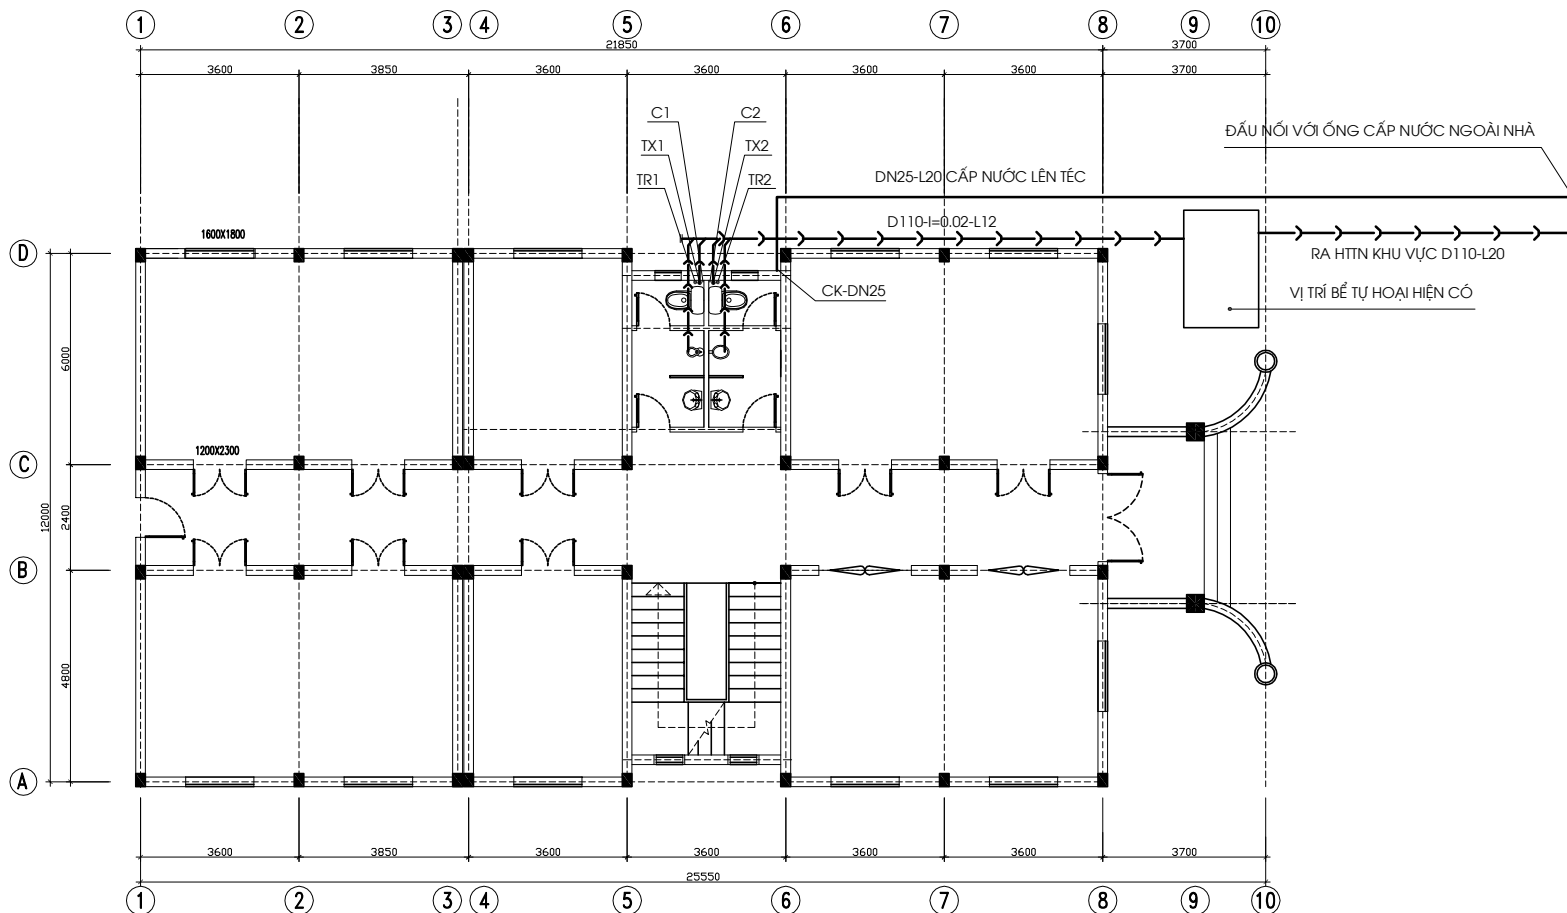 1 2 3 4 5 6 7 8 9 10
21850 3700
3600 3850 3600 3600 3600 3600 3700
C1 C2
ĐẤU NỐI VỚI ỐNG CẤP NƯỚC NGOÀI NHÀ
TX1 TX2
DN25-L20 CẤP NƯỚC LÊN TÉC
TR1 TR2
D110-I=0.02-L12
1600X1800
D
RA HTTN KHU VỰC D110-L20
CK-DN25
VỊ TRÍ BỂ TỰ HOẠI HIỆN CÓ
6000
1200X2300
C
12000
2400
B
4800
A
3600 3850 3600 3600 3600 3600 3700
25550
1 2 3 4 5 6 7 8 9 10